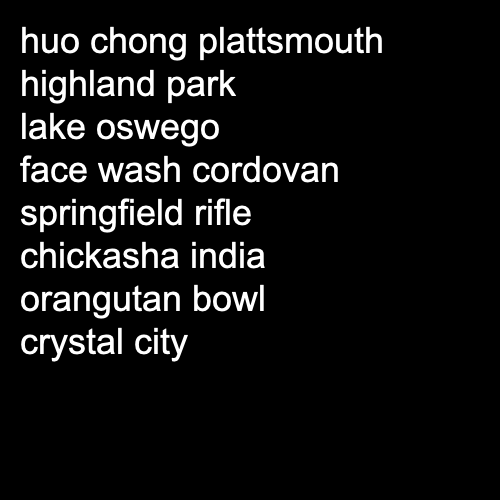 huo chong plattsmouth
highland park
lake oswego
face wash cordovan
springfield rifle
chickasha india
orangutan bowl
crystal city